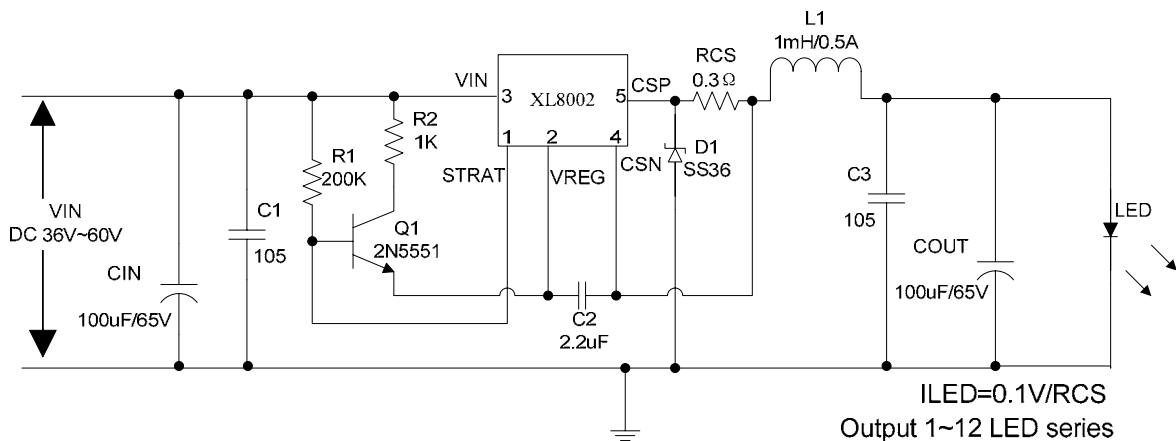 L1
1mH/0.5A
RCS
0.3Ω
VIN
CSP
3
XL8002
5
1
2
4
R2
1K
R1
200K
STRAT
VREG
CSN
D1
SS36
C3
105
LED
VIN
DC 36V~60V
C1
105
Q1
2N5551
CIN
100uF/65V
COUT
100uF/65V
C2
2.2uF
ILED=0.1V/RCS
Output 1~12 LED series